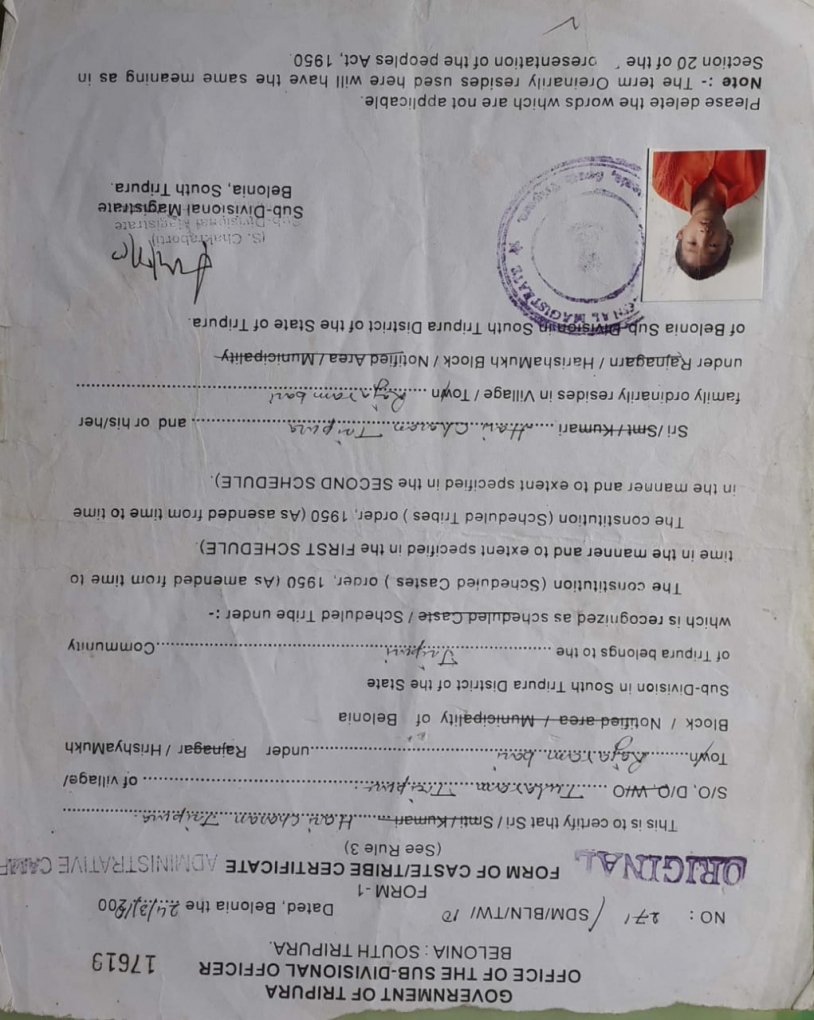 GOVERNMENT OF TRIPURA
OFFICE OF THE SUB-DIVISIONAL OFFICER
BELONIA : SOUTH TRIPURA.
17619
NO : 271 /SDM/BLN/TW/ 10 Dated, Belonia, the 24/3/200
FORM - 1
ORIGINAL FORM OF CASTE/TRIBE CERTIFICATE ADMINISTRATIVE CAMP
(See Rule 3)
This is to certify that Sri / Smti / Kumari Hari Charan Tripura
S/O, D/O, W/O Tularam Tripura of village/
Town Rajaram bari under Rajnagar / HrishyaMukh
Block / Notified area / Municipality of Belonia
Sub-Division in South Tripura District of the State
of Tripura belongs to the Tripuri Community
which is recognized as scheduled Caste / Scheduled Tribe under :-
The constitution (Scheduled Castes ) order, 1950 (As amended from time to
time in the manner and to extent specified in the FIRST SCHEDULE).
The constitution (Scheduled Tribes ) order, 1950 (As asended from time to time
in the manner and to extent specified in the SECOND SCHEDULE).
Sri /Smt / Kumari Hari Charan Tripura and or his/her
family ordinarily resides in Village / Town Rajaram bari
under Rajnagarn / HarishaMukh Block / Notified Area / Municipality
of Belonia Sub-Division in South Tripura District of the State of Tripura.
MAGISTRATE
(S. Chakraborti)
Sub-Divisional Magistrate
Sub-Divisional Magistrate
Belonia, South Tripura.
Please delete the words which are not applicable.
Note :- The term Oreinarily resides used here will have the same meaning as in
Section 20 of the presentation of the peoples Act, 1950.